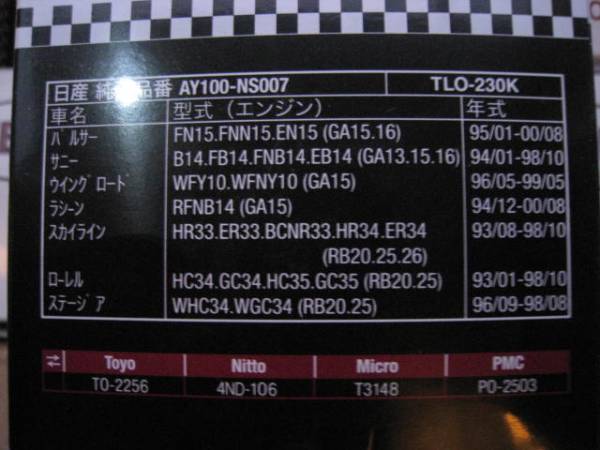 日産 純 品番 AY100-NS007 TLO-230K
車名 型式 (エンジン) 年式
パルサー FN15.FNN15.EN15 (GA15.16) 95/01-00/08
サニー B14.FB14.FNB14.EB14 (GA13.15.16) 94/01-98/10
ウイングロード WFY10.WFNY10 (GA15) 96/05-99/05
ラシーン RFNB14 (GA15) 94/12-00/08
スカイライン HR33.ER33.BCNR33.HR34.ER34 93/08-98/10
(RB20.25.26)
ローレル HC34.GC34.HC35.GC35 (RB20.25) 93/01-98/10
ステージア WHC34.WGC34 (RB20.25) 96/09-98/08
⇄ Toyo Nitto Micro PMC
TO-2256 4ND-106 T3148 PO-2503